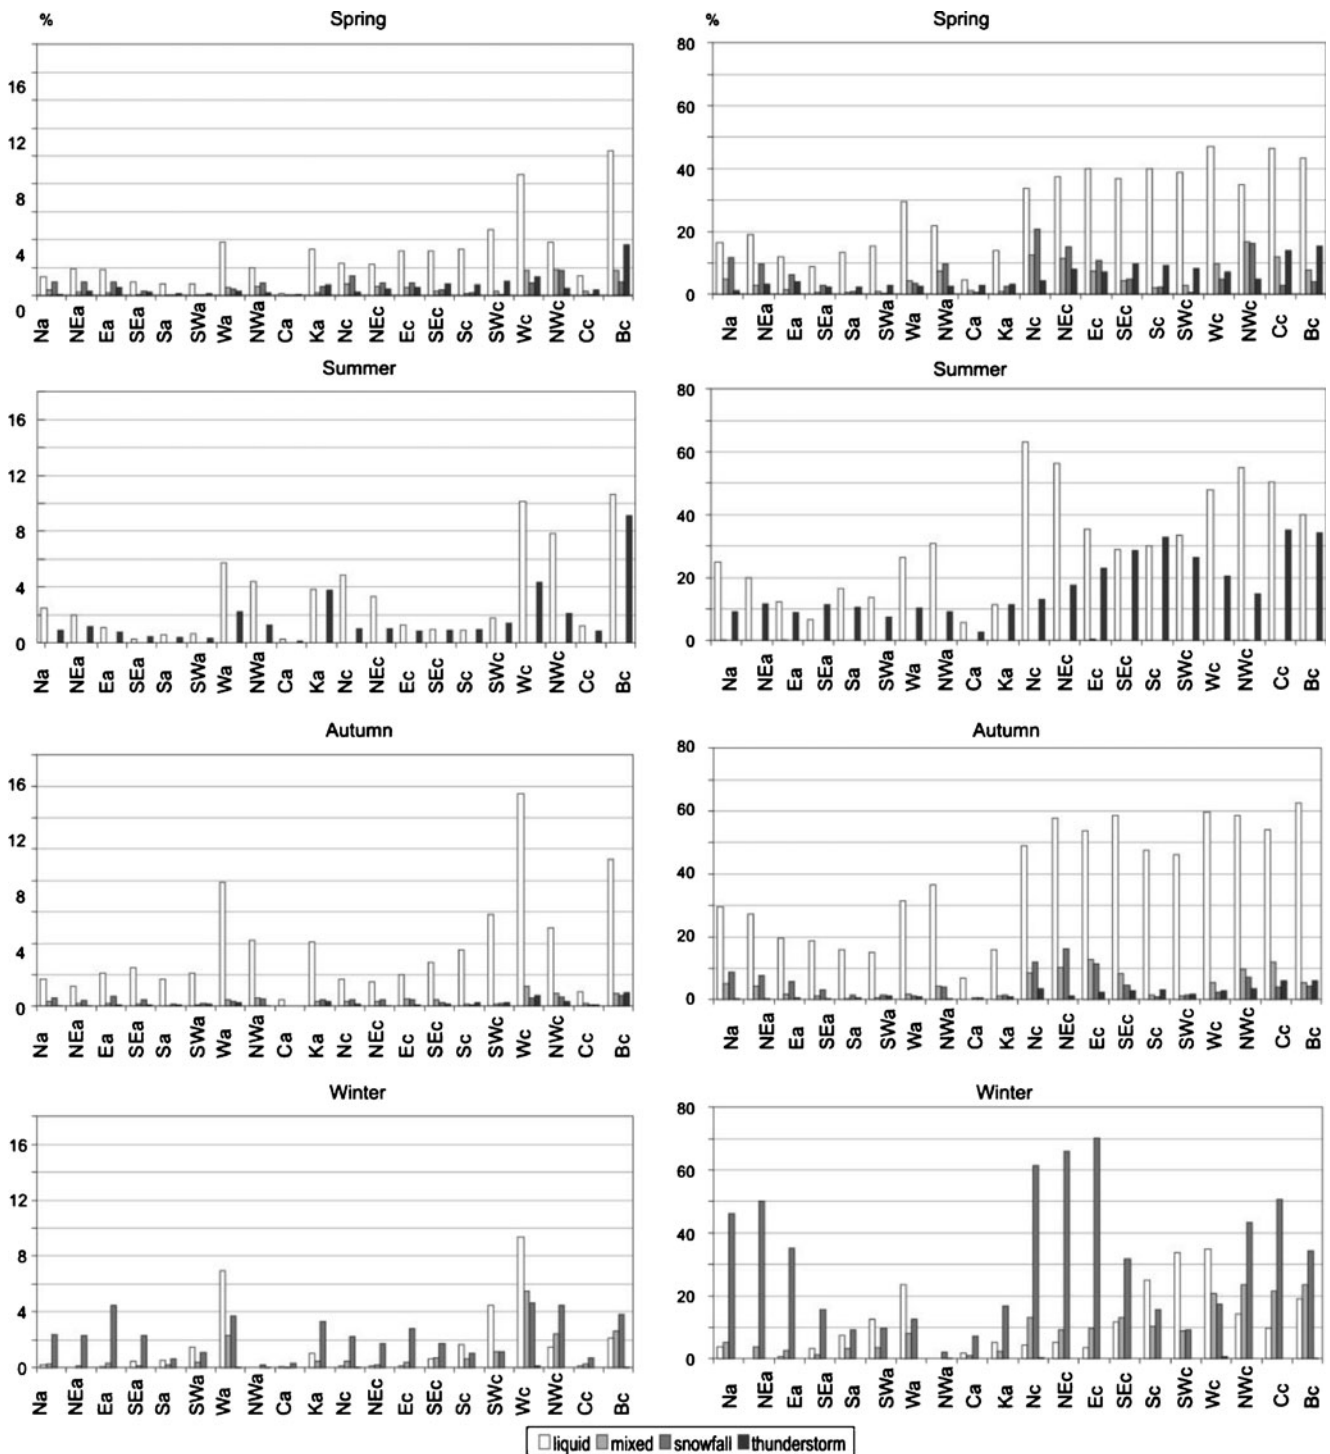 % Spring
16
12
8
4
0
Na NEa Ea SEa Sa SWa Wa NWa Ca Ka Nc NEc Ec SEc Sc SWc Wc NWc Cc Bc
% Spring
80
60
40
20
0
Na NEa Ea SEa Sa SWa Wa NWa Ca Ka Nc NEc Ec SEc Sc SWc Wc NWc Cc Bc
Summer
16
12
8
4
0
Na NEa Ea SEa Sa SWa Wa NWa Ca Ka Nc NEc Ec SEc Sc SWc Wc NWc Cc Bc
Summer
80
60
40
20
0
Na NEa Ea SEa Sa SWa Wa NWa Ca Ka Nc NEc Ec SEc Sc SWc Wc NWc Cc Bc
Autumn
16
12
8
4
0
Na NEa Ea SEa Sa SWa Wa NWa Ca Ka Nc NEc Ec SEc Sc SWc Wc NWc Cc Bc
Autumn
80
60
40
20
0
Na NEa Ea SEa Sa SWa Wa NWa Ca Ka Nc NEc Ec SEc Sc SWc Wc NWc Cc Bc
Winter
16
12
8
4
0
Na NEa Ea SEa Sa SWa Wa NWa Ca Ka Nc NEc Ec SEc Sc SWc Wc NWc Cc Bc
Winter
80
60
40
20
0
Na NEa Ea SEa Sa SWa Wa NWa Ca Ka Nc NEc Ec SEc Sc SWc Wc NWc Cc Bc
liquid mixed snowfall thunderstorm